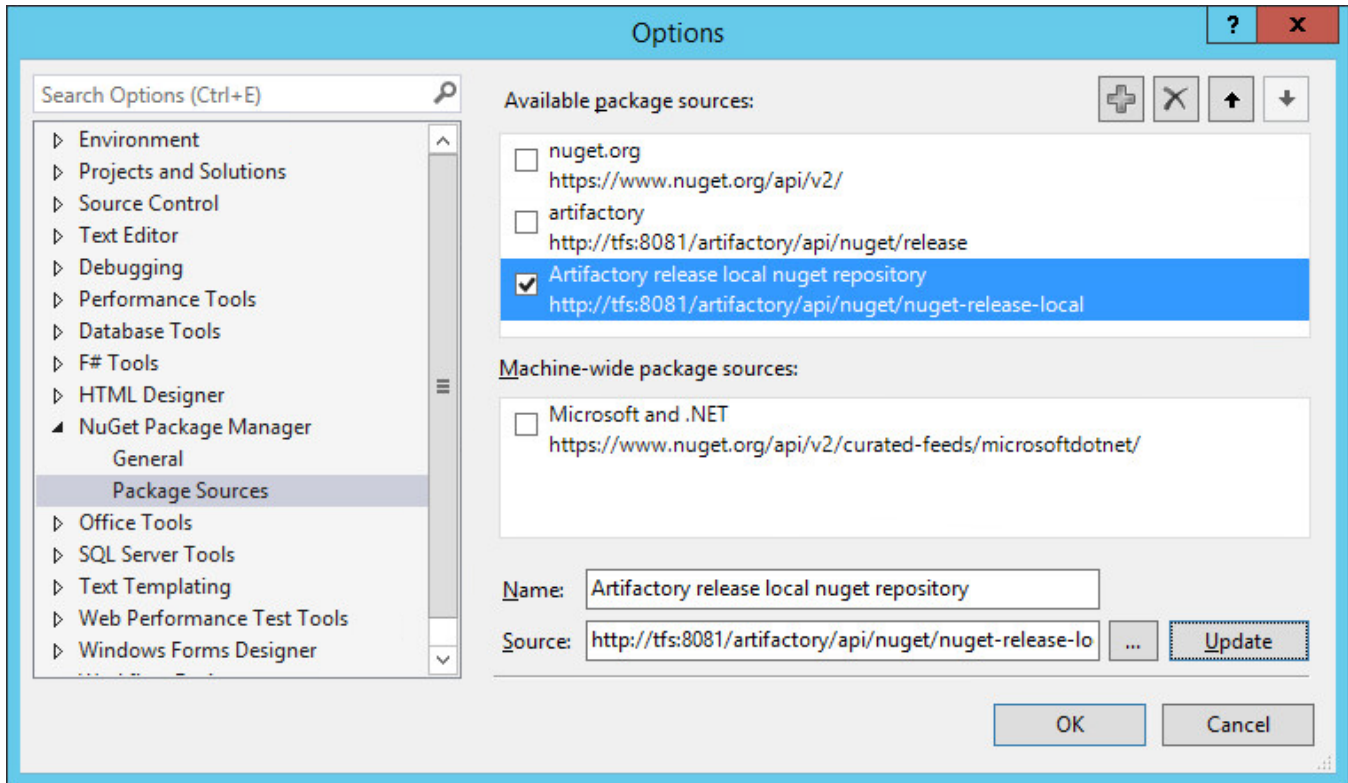 Options
?
x
Search Options (Ctrl+E)
Environment
Projects and Solutions
Source Control
Text Editor
Debugging
Performance Tools
Database Tools
F# Tools
HTML Designer
NuGet Package Manager
General
Package Sources
Office Tools
SQL Server Tools
Text Templating
Web Performance Test Tools
Windows Forms Designer
Available package sources:
nuget.org
https://www.nuget.org/api/v2/
artifactory
http://tfs:8081/artifactory/api/nuget/release
Artifactory release local nuget repository
http://tfs:8081/artifactory/api/nuget/nuget-release-local
Machine-wide package sources:
Microsoft and .NET
https://www.nuget.org/api/v2/curated-feeds/microsoftdotnet/
Name: Artifactory release local nuget repository
Source: http://tfs:8081/artifactory/api/nuget/nuget-release-lo ... Update
OK Cancel